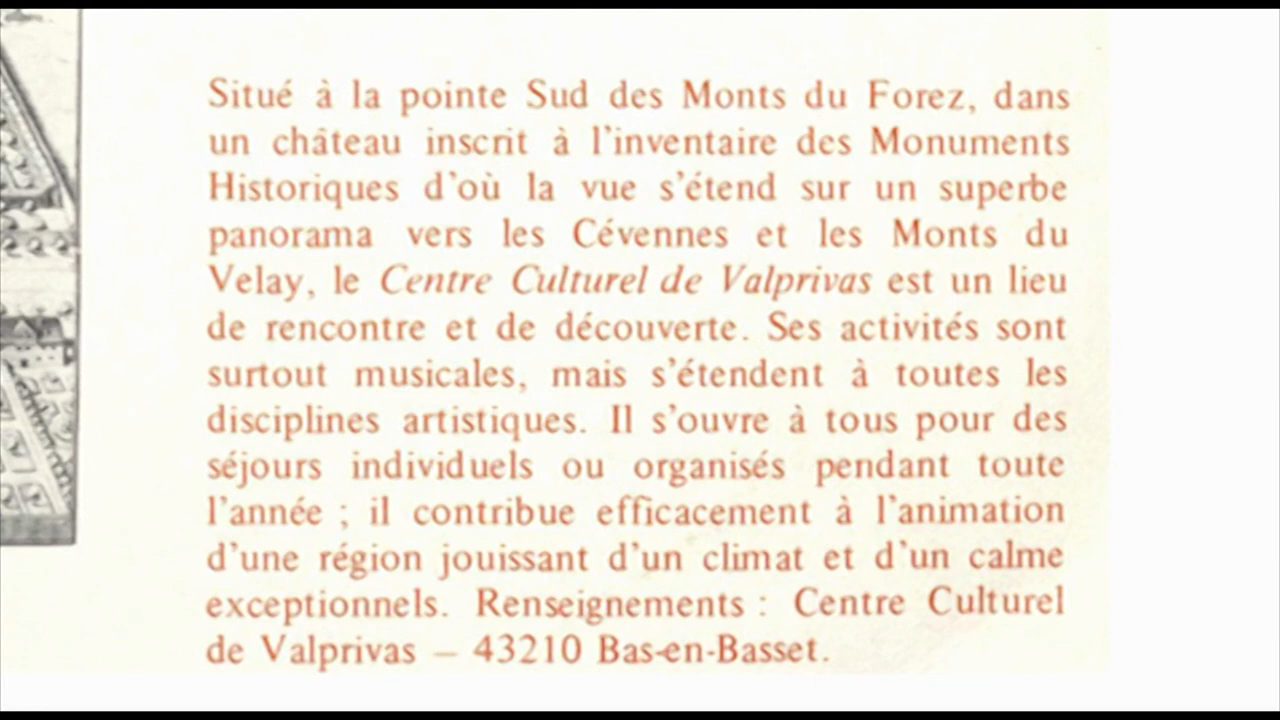 Situé à la pointe Sud des Monts du Forez, dans
un château inscrit à l'inventaire des Monuments
Historiques d'où la vue s'étend sur un superbe
panorama vers les Cévennes et les Monts du
Velay, le Centre Culturel de Valprivas est un lieu
de rencontre et de découverte. Ses activités sont
surtout musicales, mais s'étendent à toutes les
disciplines artistiques. Il s'ouvre à tous pour des
séjours individuels ou organisés pendant toute
l'année ; il contribue efficacement à l'animation
d'une région jouissant d'un climat et d'un calme
exceptionnels. Renseignements : Centre Culturel
de Valprivas – 43210 Bas-en-Basset.